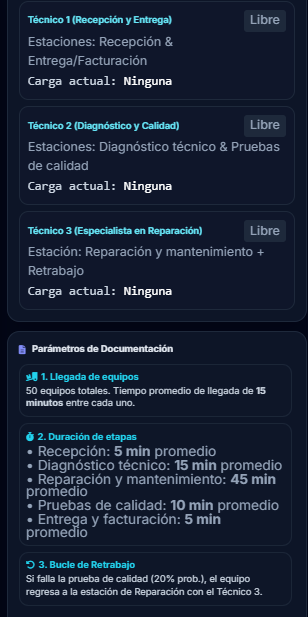 Técnico 1 (Recepción y Entrega)
Libre
Estaciones: Recepción &
Entrega/Facturación
Carga actual: Ninguna
Técnico 2 (Diagnóstico y Calidad)
Libre
Estaciones: Diagnóstico técnico & Pruebas
de calidad
Carga actual: Ninguna
Técnico 3 (Especialista en Reparación)
Libre
Estación: Reparación y mantenimiento +
Retrabajo
Carga actual: Ninguna
Parámetros de Documentación
1. Llegada de equipos
50 equipos totales. Tiempo promedio de llegada de 15
minutos entre cada uno.
2. Duración de etapas
• Recepción: 5 min promedio
• Diagnóstico técnico: 15 min promedio
• Reparación y mantenimiento: 45 min
promedio
• Pruebas de calidad: 10 min promedio
• Entrega y facturación: 5 min
promedio
3. Bucle de Retrabajo
Si falla la prueba de calidad (20% prob.), el equipo
regresa a la estación de Reparación con el Técnico 3.